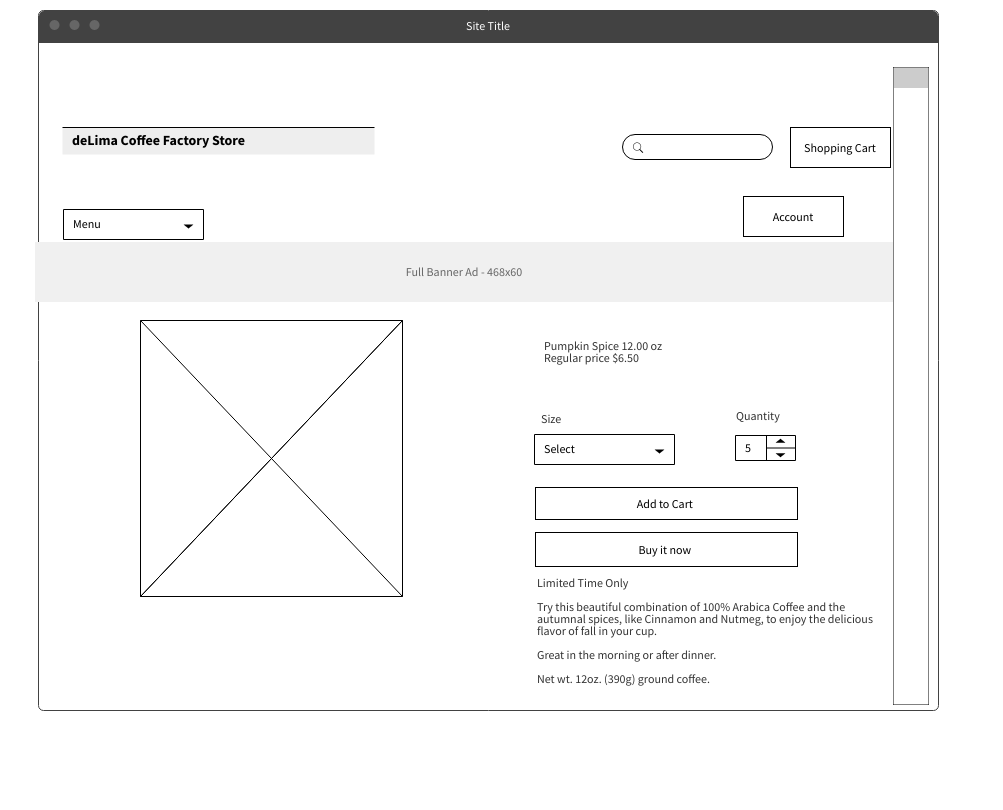 Site Title
deLima Coffee Factory Store
Shopping Cart
Account
Menu
Full Banner Ad - 468x60
Pumpkin Spice 12.00 oz
Regular price $6.50
Size
Quantity
Select
5
Add to Cart
Buy it now
Limited Time Only
Try this beautiful combination of 100% Arabica Coffee and the
autumnal spices, like Cinnamon and Nutmeg, to enjoy the delicious
flavor of fall in your cup.
Great in the morning or after dinner.
Net wt. 12oz. (390g) ground coffee.